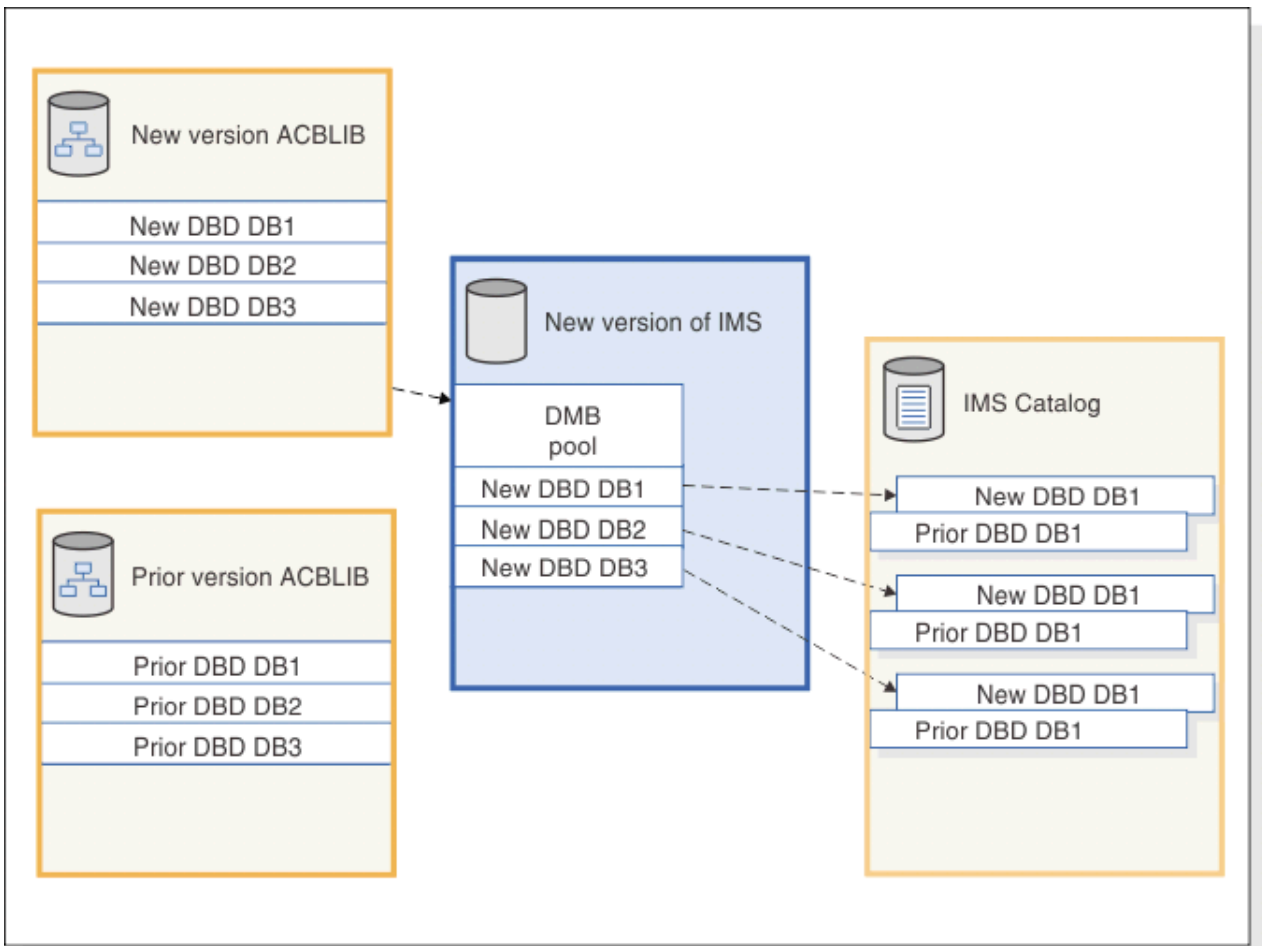 New version ACBLIB
New DBD DB1
New DBD DB2
New DBD DB3
Prior version ACBLIB
Prior DBD DB1
Prior DBD DB2
Prior DBD DB3
New version of IMS
DMB
pool
New DBD DB1
New DBD DB2
New DBD DB3
IMS Catalog
New DBD DB1
Prior DBD DB1
New DBD DB1
Prior DBD DB1
New DBD DB1
Prior DBD DB1